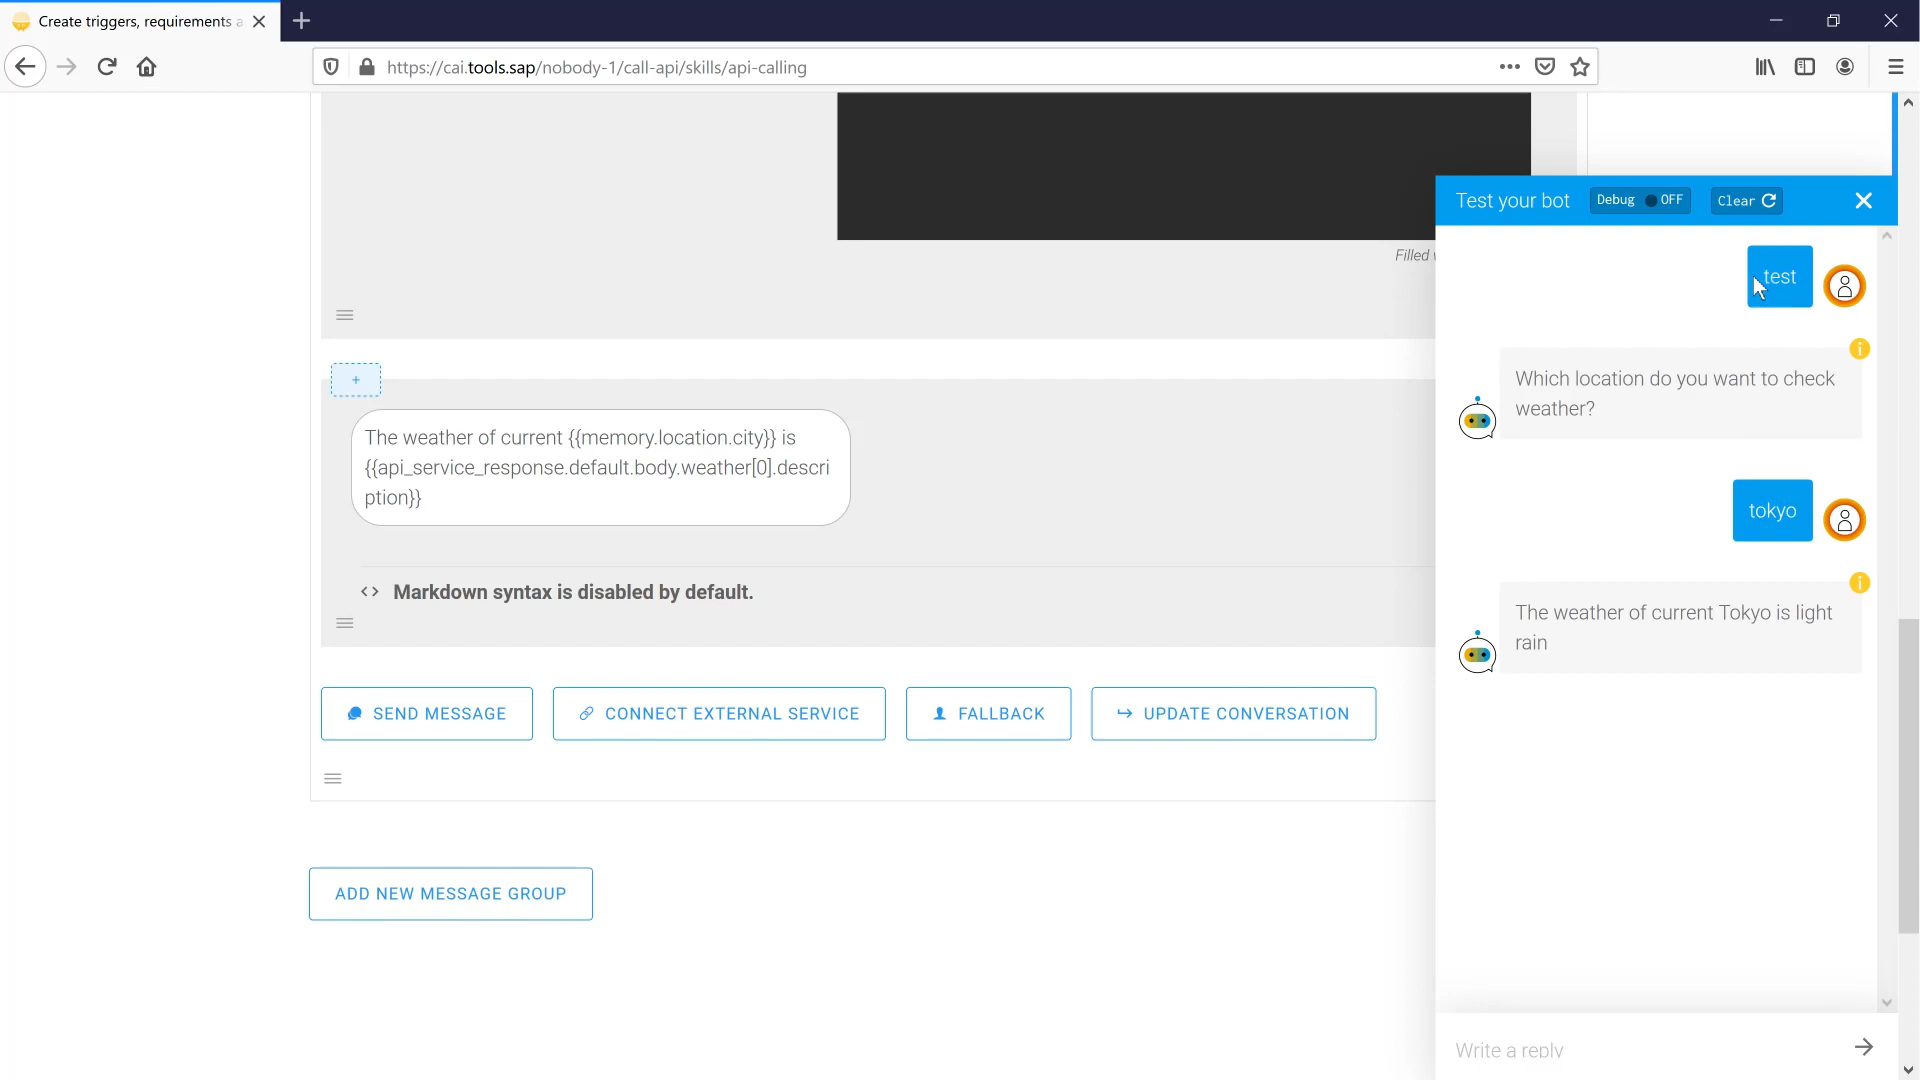 Create triggers, requirements a
https://cai.tools.sap/nobody-1/call-api/skills/api-calling
Test your bot
Debug OFF
Clear
Filled
test
Which location do you want to check
weather?
tokyo
The weather of current Tokyo is light
rain
+
The weather of current {{memory.location.city}} is
{{api_service_response.default.body.weather[0].descri
ption}}
<> Markdown syntax is disabled by default.
SEND MESSAGE
CONNECT EXTERNAL SERVICE
FALLBACK
UPDATE CONVERSATION
ADD NEW MESSAGE GROUP
Write a reply